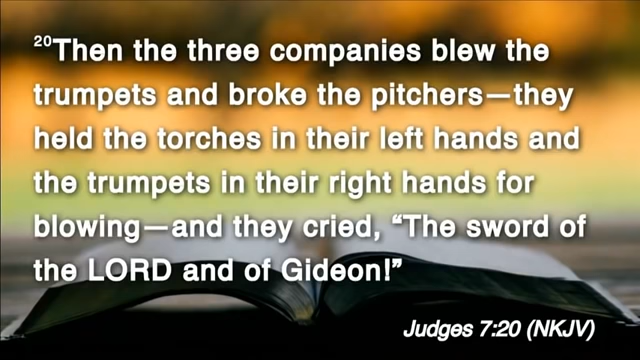 20Then the three companies blew the
trumpets and broke the pitchers—they
held the torches in their left hands and
the trumpets in their right hands for
blowing—and they cried, “The sword of
the LORD and of Gideon!”
Judges 7:20 (NKJV)